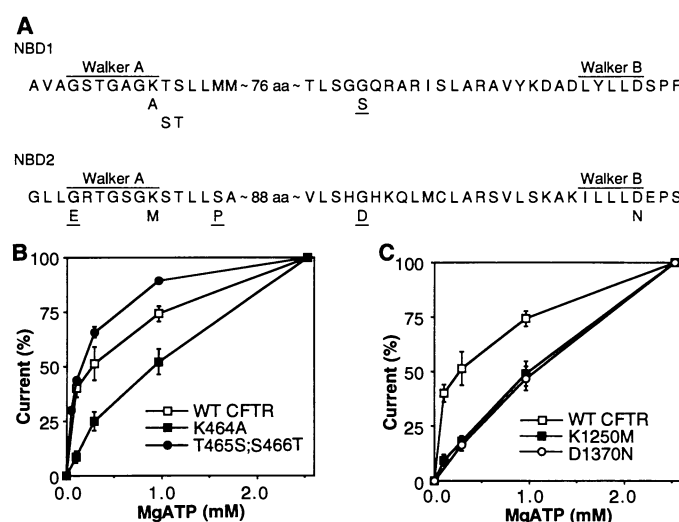 A
NBD1
Walker A Walker B
A V A G S T G A G K T S L L M M ~ 76 aa ~ T L S G G Q R A R I S L A R A V Y K D A D L Y L L D S P F
A S
S T
NBD2
Walker A Walker B
G L L G R T G S G K S T L L S A ~ 88 aa ~ V L S H G H K Q L M C L A R S V L S K A K I L L L D E P S
E M P D N
B
100
75
50
25
0
Current (%)
WT CFTR
K464A
T465S;S466T
0.0 1.0 2.0
MgATP (mM)
C
100
75
50
25
0
Current (%)
WT CFTR
K1250M
D1370N
0.0 1.0 2.0
MgATP (mM)